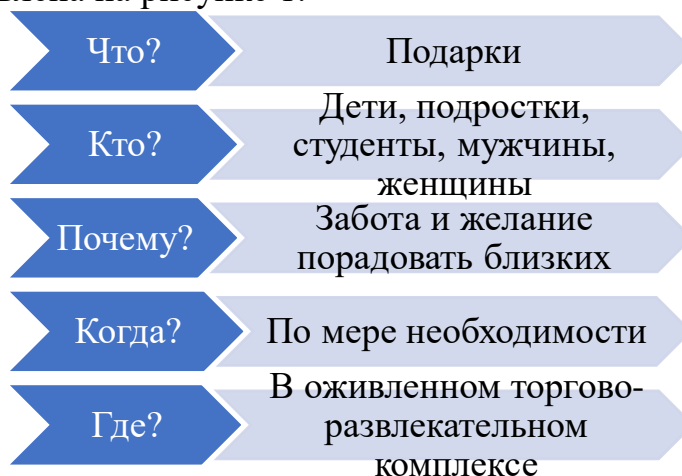 Что?
Подарки
Кто?
Дети, подростки,
студенты, мужчины,
женщины
Почему?
Забота и желание
порадовать близких
Когда?
По мере необходимости
Где?
В оживленном торгово-
развлекательном
комплексе